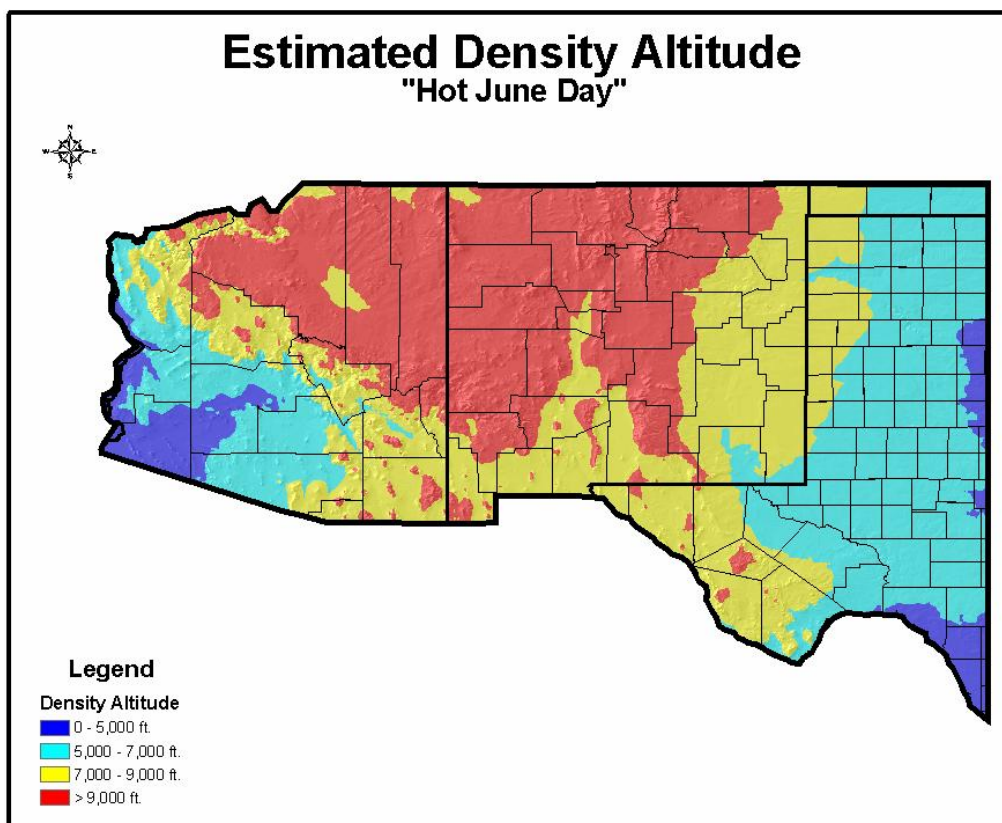 Estimated Density Altitude
"Hot June Day"
N
W E
S
Legend
Density Altitude
0 - 5,000 ft.
5,000 - 7,000 ft.
7,000 - 9,000 ft.
> 9,000 ft.